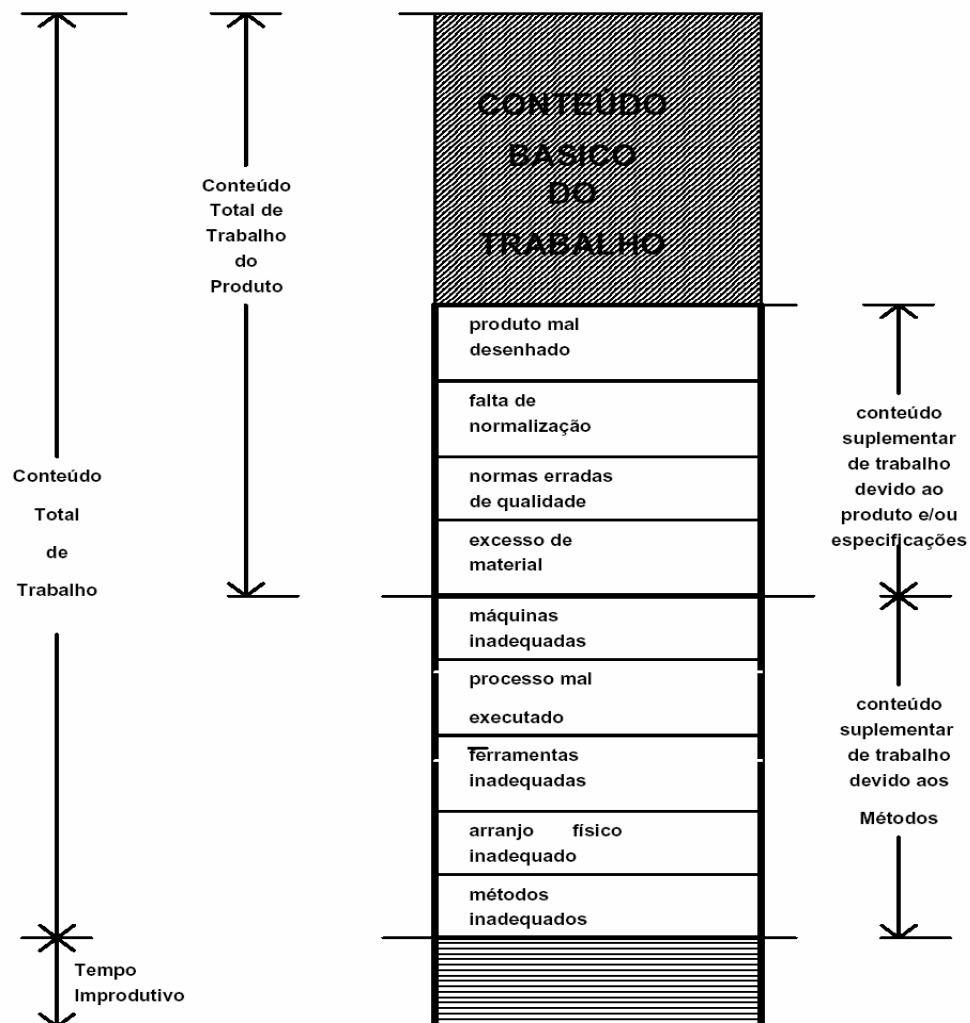 CONTEÚDO
BASICO
DO
TRABALHO
Conteúdo
Total de
Trabalho
do
Produto
produto mal
desenhado
falta de
normalização
normas erradas
de qualidade
excesso de
material
conteúdo
suplementar
de trabalho
devido ao
produto e/ou
especificações
Conteúdo
Total
de
Trabalho
máquinas
inadequadas
processo mal
executado
ferramentas
inadequadas
arranjo físico
inadequado
métodos
inadequados
conteúdo
suplementar
de trabalho
devido aos
Métodos
Tempo
Improdutivo